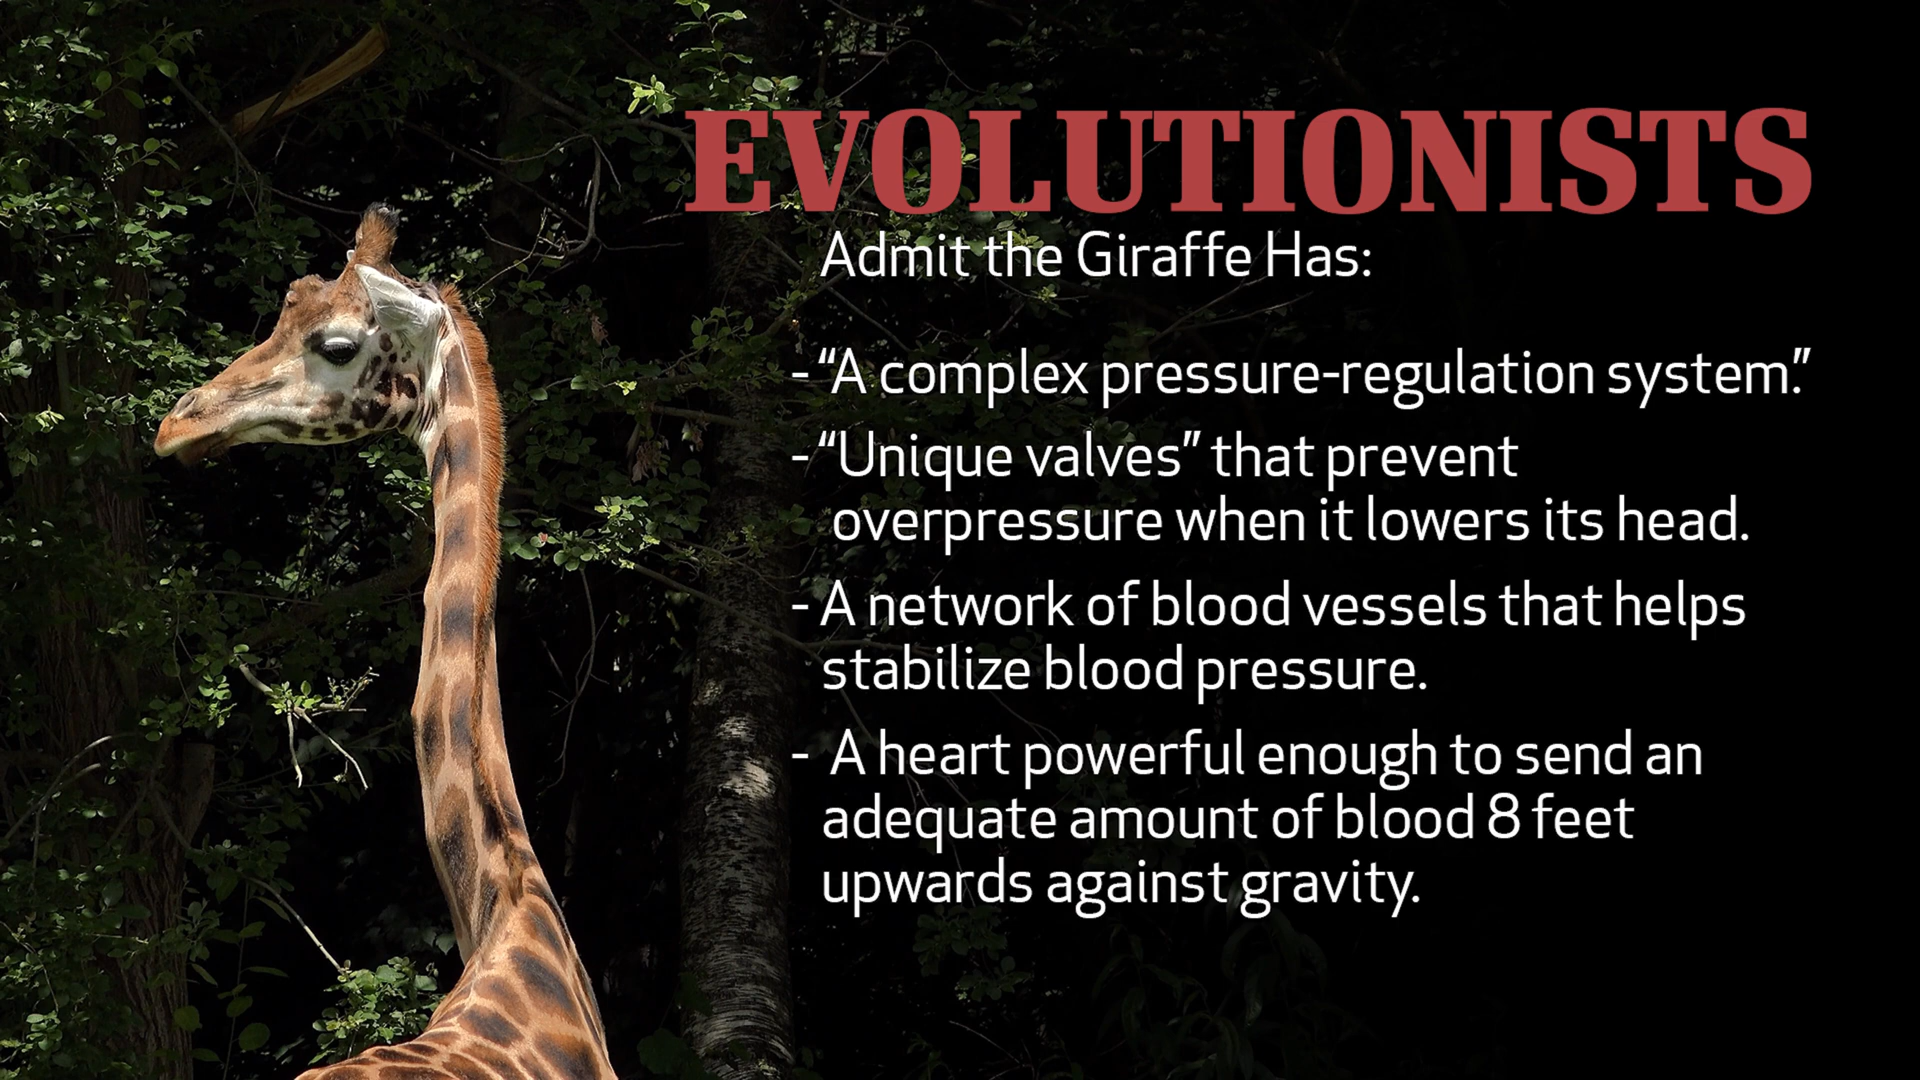 EVOLUTIONISTS
Admit the Giraffe Has:
- “A complex pressure-regulation system.”
- “Unique valves” that prevent
overpressure when it lowers its head.
- A network of blood vessels that helps
stabilize blood pressure.
- A heart powerful enough to send an
adequate amount of blood 8 feet
upwards against gravity.